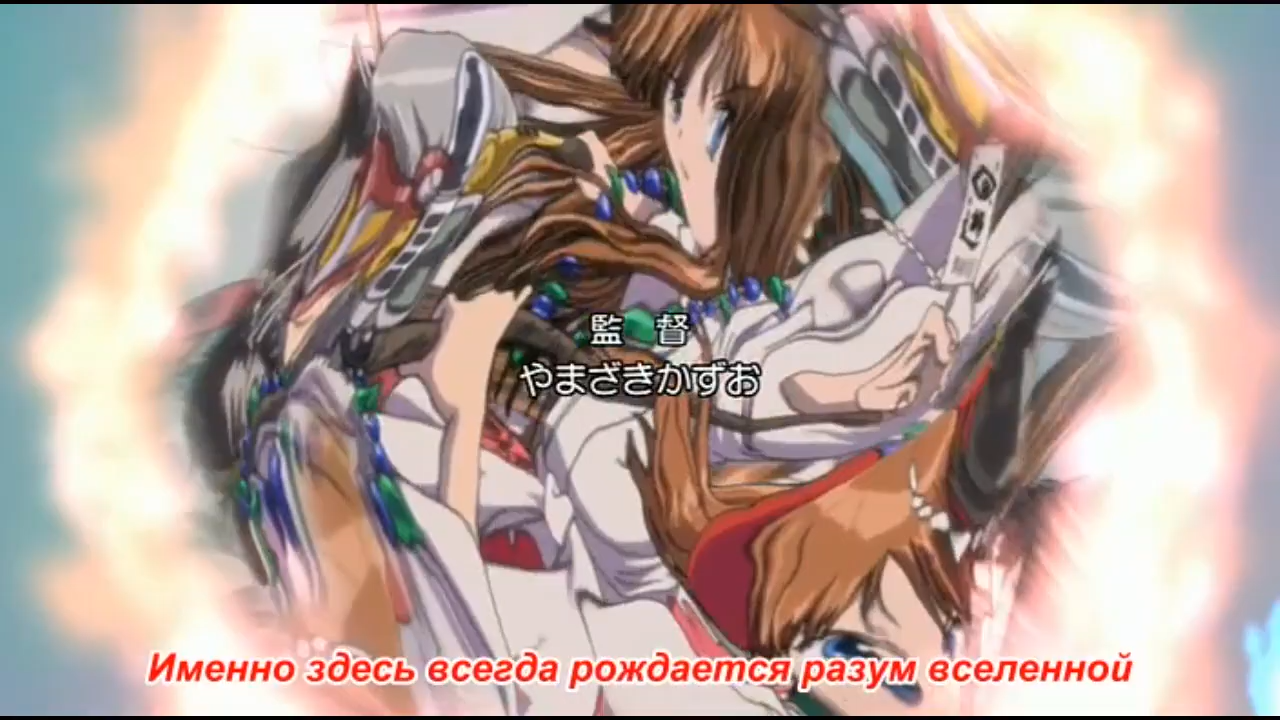 監 督
やまざきかずお
Именно здесь всегда рождается разум вселенной